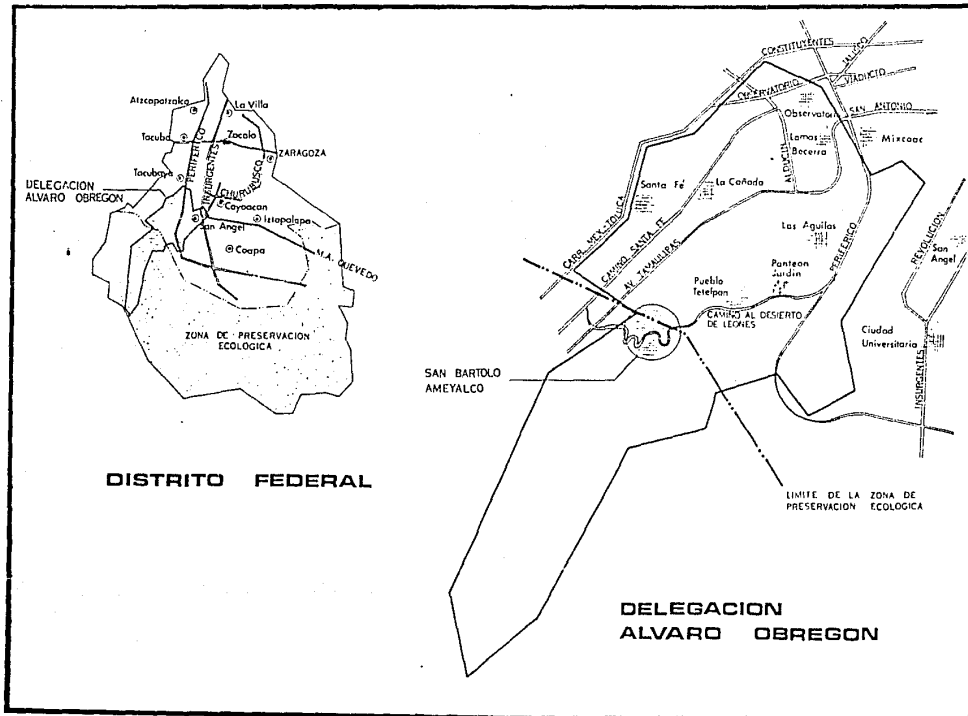 Atzcapotzalco
La Villa
Tacuba
Zocalo
ZARAGOZA
PERIFERICO
INSURGENTES
Tacubaya
CHURUBUSCO
DELEGACION
ALVARO OBREGON
Coyoacan
Iztapalapa
San Angel
Coapa
M.A. QUEVEDO
ZONA DE PRESERVACION
ECOLOGICA
DISTRITO FEDERAL
CONSTITUYENTES
JALISCO
OBSERVATORIO
VIADUCTO
Observatori
SAN ANTONIO
Lomas
Becerra
Mixcoac
Santa Fé
La Cañada
Las Aguilas
CARR. MEX-TOLUCA
CAMINO SANTA FE
AV. TAMAULIPAS
PERIFERICO
REVOLUCION
San
Angel
Panteon
Jardin
Pueblo
Tetelpan
CAMINO AL DESIERTO
DE LEONES
Ciudad
Universitaria
INSURGENTES
SAN BARTOLO
AMEYALCO
LIMITE DE LA ZONA DE
PRESERVACION ECOLOGICA
DELEGACION
ALVARO OBREGON